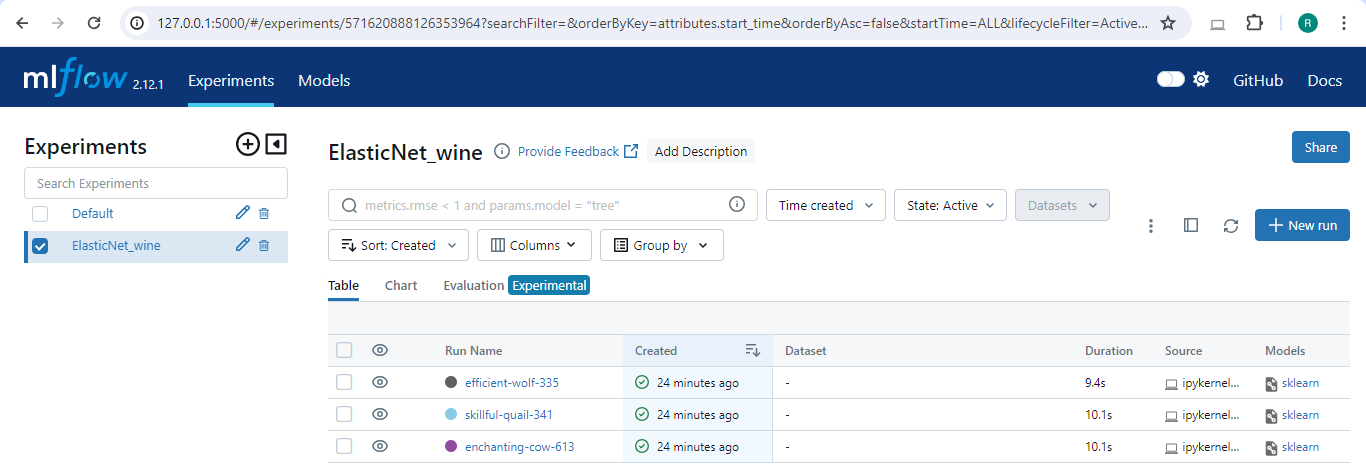 127.0.0.1:5000/#/experiments/571620888126353964?searchFilter=&orderByKey=attributes.start_time&orderByAsc=false&startTime=ALL&lifecycleFilter=Active... R
mlflow 2.12.1 Experiments Models GitHub Docs
Experiments
Search Experiments
Default
ElasticNet_wine
ElasticNet_wine Provide Feedback Add Description Share
metrics.rmse < 1 and params.model = "tree" Time created State: Active Datasets
Sort: Created Columns Group by + New run
Table Chart Evaluation Experimental
Run Name Created Dataset Duration Source Models
efficient-wolf-335 24 minutes ago - 9.4s ipykernel... sklearn
skillful-quail-341 24 minutes ago - 10.1s ipykernel... sklearn
enchanting-cow-613 24 minutes ago - 10.1s ipykernel... sklearn